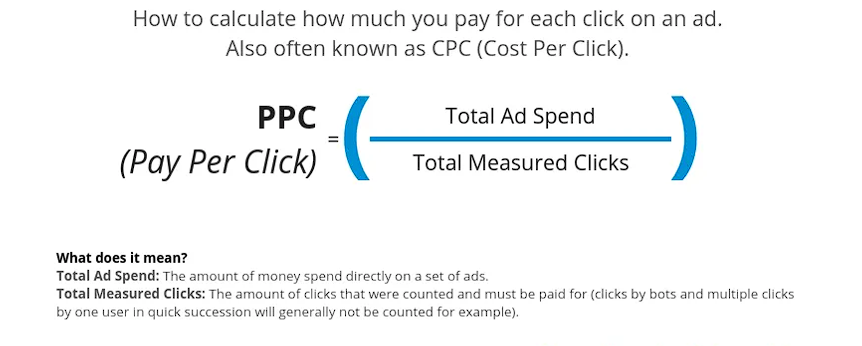 How to calculate how much you pay for each click on an ad.
Also often known as CPC (Cost Per Click).
PPC
(Pay Per Click)
=
(
Total Ad Spend
Total Measured Clicks
)
What does it mean?
Total Ad Spend: The amount of money spend directly on a set of ads.
Total Measured Clicks: The amount of clicks that were counted and must be paid for (clicks by bots and multiple clicks
by one user in quick succession will generally not be counted for example).